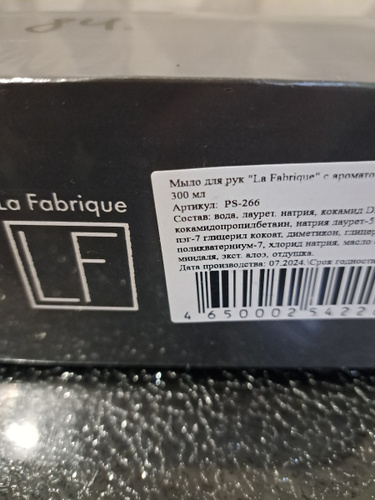 La Fabrique
LF
Мыло для рук "La Fabrique" с аромато
300 мл
Артикул: PS-266
Состав: вода, лаурет, натрия, кокамид D
кокамидопропилбетаин, натрия лаурет-5
пэг-7 глицерил кокоат, диметикон, глицер
поликватерниум-7, хлорид натрия, масло
миндаля, экст. алоэ, отдушка.
Дата производства: 07.2024. Срок годности
4 650002 5422